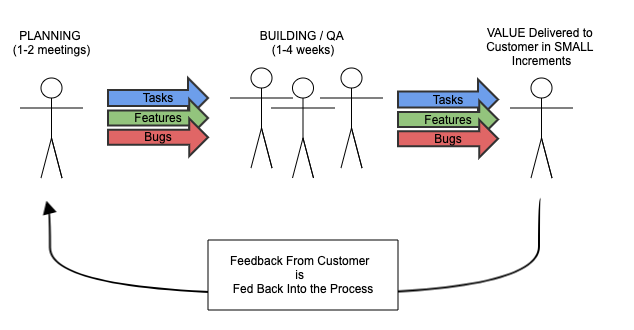 PLANNING
(1-2 meetings)
BUILDING / QA
(1-4 weeks)
VALUE Delivered to
Customer in SMALL
Increments
Tasks
Features
Bugs
Tasks
Features
Bugs
Feedback From Customer
is
Fed Back Into the Process